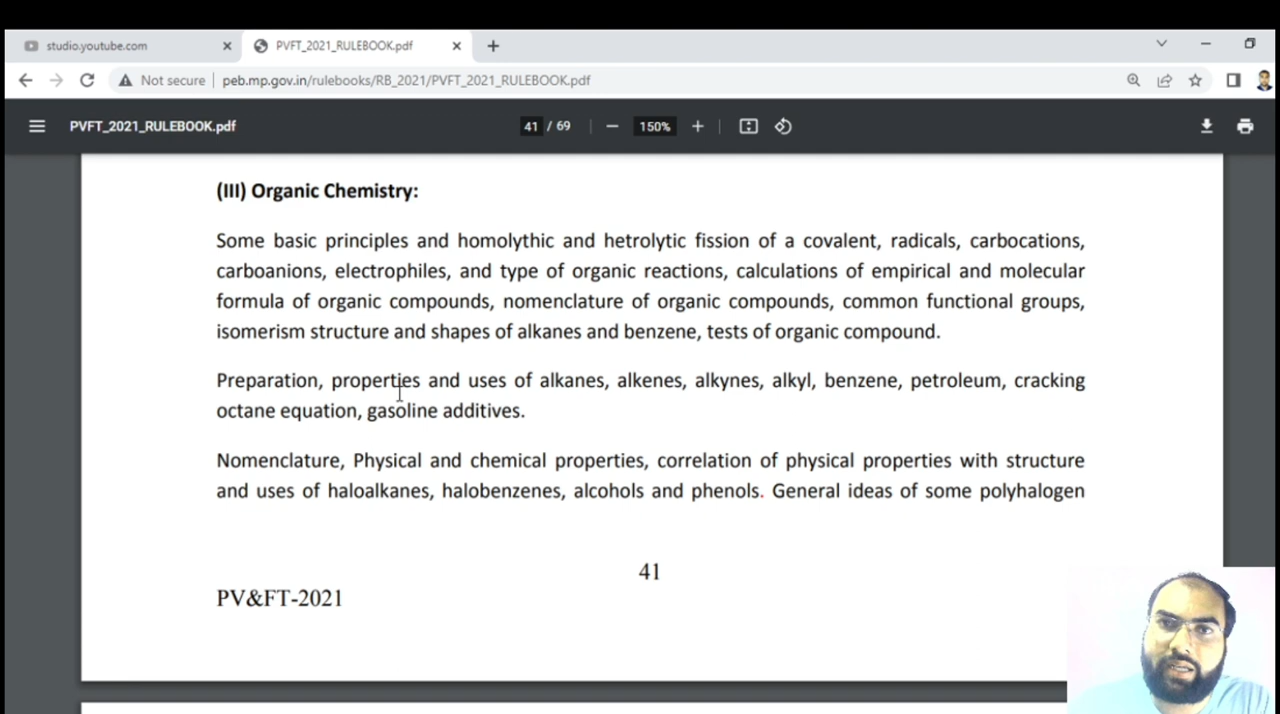 studio.youtube.com
PVFT_2021_RULEBOOK.pdf
Not secure peb.mp.gov.in/rulebooks/RB_2021/PVFT_2021_RULEBOOK.pdf
PVFT_2021_RULEBOOK.pdf 41 / 69 150%
(III) Organic Chemistry:
Some basic principles and homolythic and hetrolytic fission of a covalent, radicals, carbocations,
carboanions, electrophiles, and type of organic reactions, calculations of empirical and molecular
formula of organic compounds, nomenclature of organic compounds, common functional groups,
isomerism structure and shapes of alkanes and benzene, tests of organic compound.
Preparation, properties and uses of alkanes, alkenes, alkynes, alkyl, benzene, petroleum, cracking
octane equation, gasoline additives.
Nomenclature, Physical and chemical properties, correlation of physical properties with structure
and uses of haloalkanes, halobenzenes, alcohols and phenols. General ideas of some polyhalogen
41
PV&FT-2021